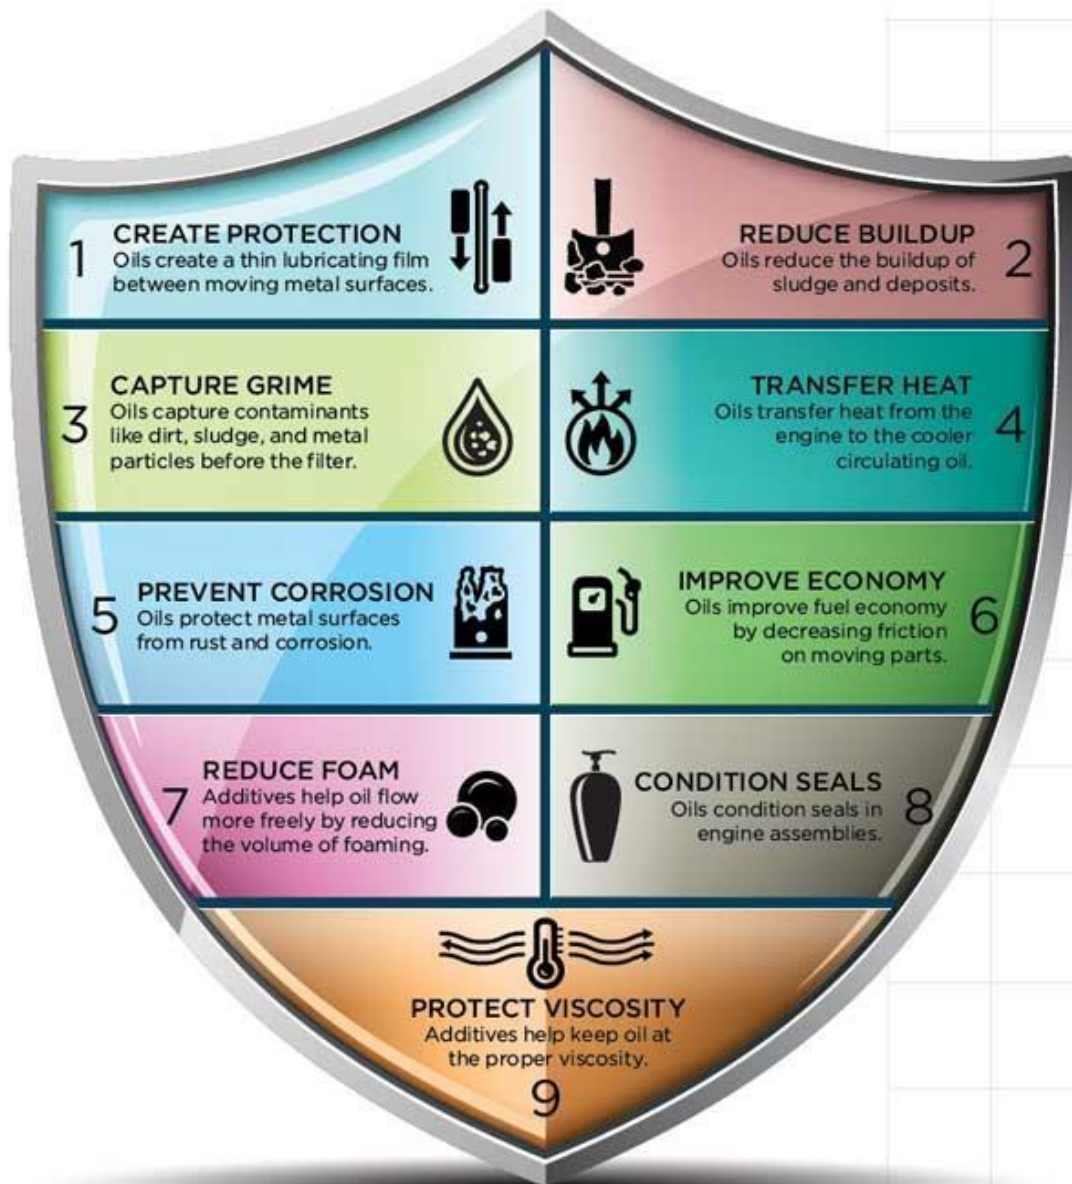 1
CREATE PROTECTION
Oils create a thin lubricating film
between moving metal surfaces.
REDUCE BUILDUP
Oils reduce the buildup of
sludge and deposits.
2
3
CAPTURE GRIME
Oils capture contaminants
like dirt, sludge, and metal
particles before the filter.
TRANSFER HEAT
Oils transfer heat from the
engine to the cooler
circulating oil.
4
5
PREVENT CORROSION
Oils protect metal surfaces
from rust and corrosion.
IMPROVE ECONOMY
Oils improve fuel economy
by decreasing friction
on moving parts.
6
7
REDUCE FOAM
Additives help oil flow
more freely by reducing
the volume of foaming.
CONDITION SEALS
Oils condition seals in
engine assemblies.
8
PROTECT VISCOSITY
Additives help keep oil at
the proper viscosity.
9